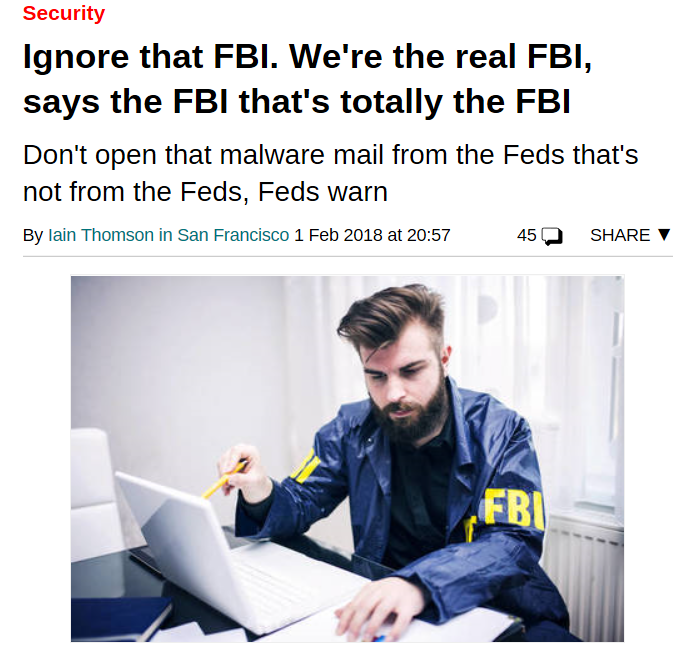 Security
Ignore that FBI. We're the real FBI,
says the FBI that's totally the FBI
Don't open that malware mail from the Feds that's
not from the Feds, Feds warn
By Iain Thomson in San Francisco 1 Feb 2018 at 20:57 45 SHARE ▼
FBI